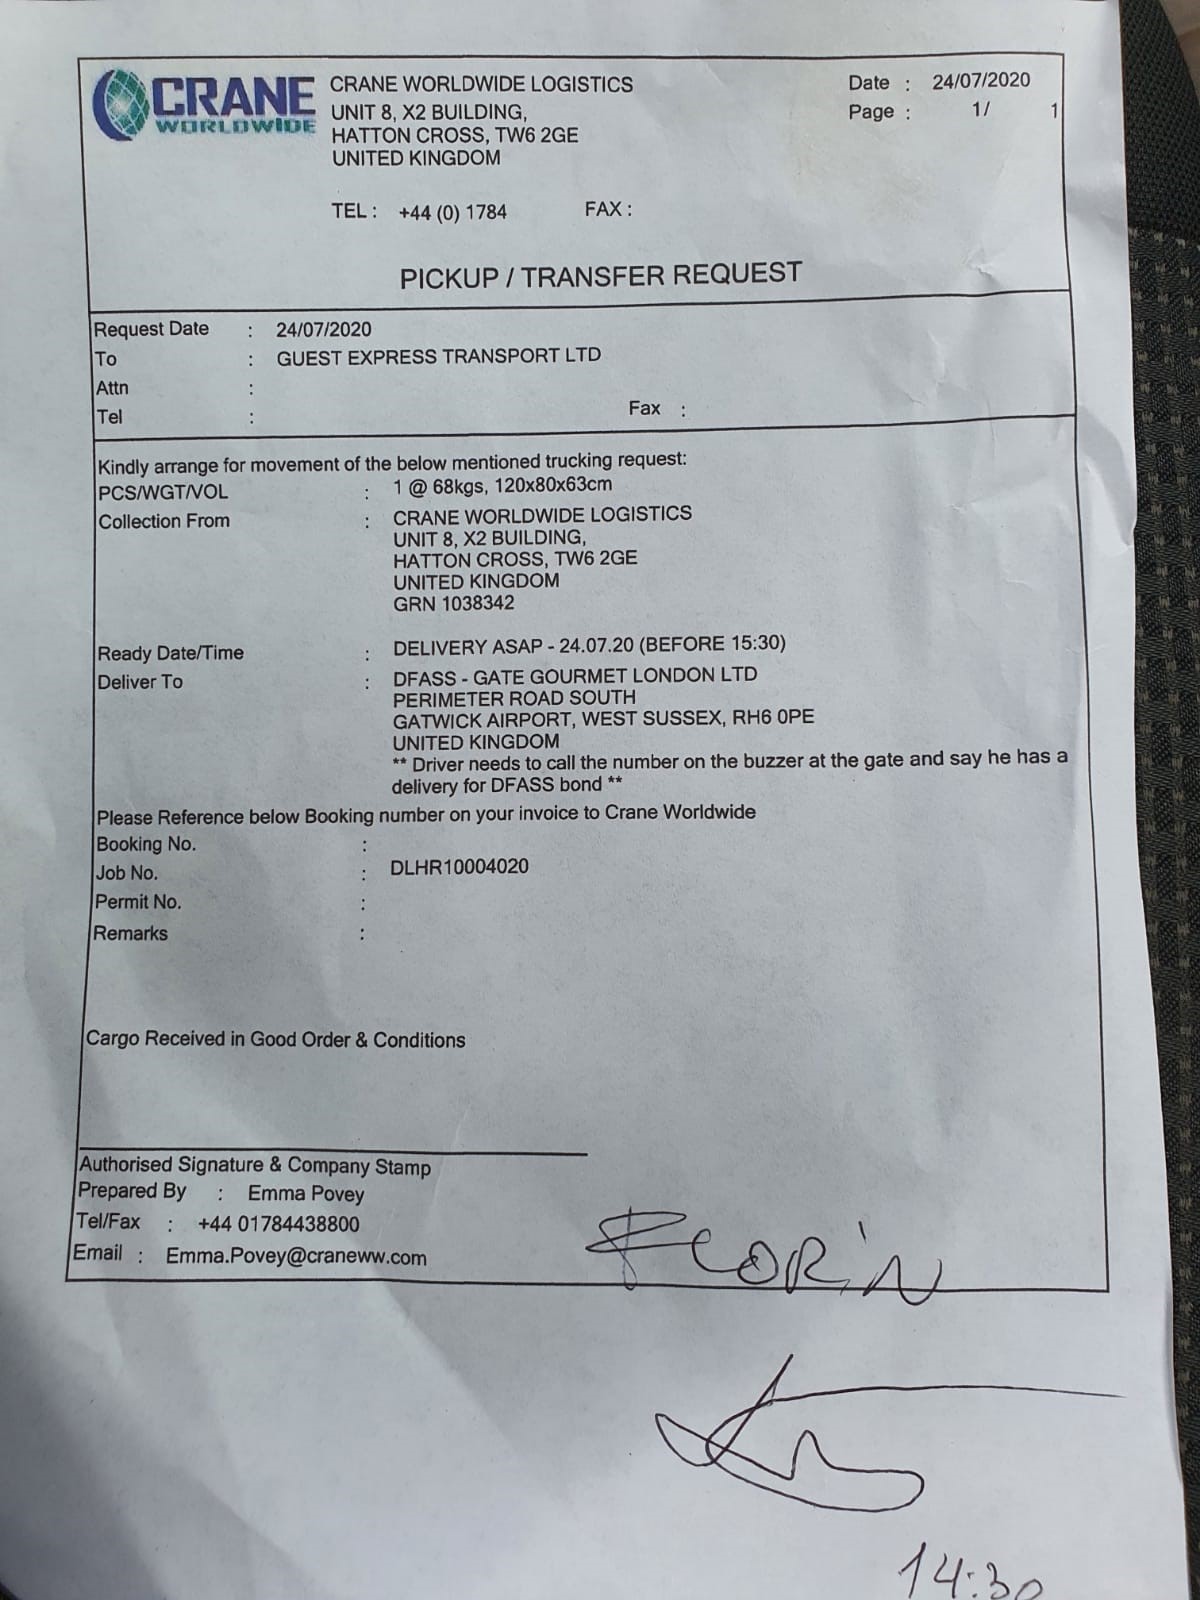 CRANE WORLDWIDE
CRANE WORLDWIDE LOGISTICS
UNIT 8, X2 BUILDING,
HATTON CROSS, TW6 2GE
UNITED KINGDOM
Date : 24/07/2020
Page : 1/ 1
TEL : +44 (0) 1784 FAX :
PICKUP / TRANSFER REQUEST
Request Date : 24/07/2020
To : GUEST EXPRESS TRANSPORT LTD
Attn :
Tel : Fax :
Kindly arrange for movement of the below mentioned trucking request:
PCS/WGT/VOL : 1 @ 68kgs, 120x80x63cm
Collection From : CRANE WORLDWIDE LOGISTICS
UNIT 8, X2 BUILDING,
HATTON CROSS, TW6 2GE
UNITED KINGDOM
GRN 1038342
Ready Date/Time : DELIVERY ASAP - 24.07.20 (BEFORE 15:30)
Deliver To : DFASS - GATE GOURMET LONDON LTD
PERIMETER ROAD SOUTH
GATWICK AIRPORT, WEST SUSSEX, RH6 0PE
UNITED KINGDOM
** Driver needs to call the number on the buzzer at the gate and say he has a
delivery for DFASS bond **
Please Reference below Booking number on your invoice to Crane Worldwide
Booking No. :
Job No. : DLHR10004020
Permit No. :
Remarks :
Cargo Received in Good Order & Conditions
Authorised Signature & Company Stamp
Prepared By : Emma Povey
Tel/Fax : +44 01784438800
Email : Emma.Povey@craneww.com
FLORIN
14:30